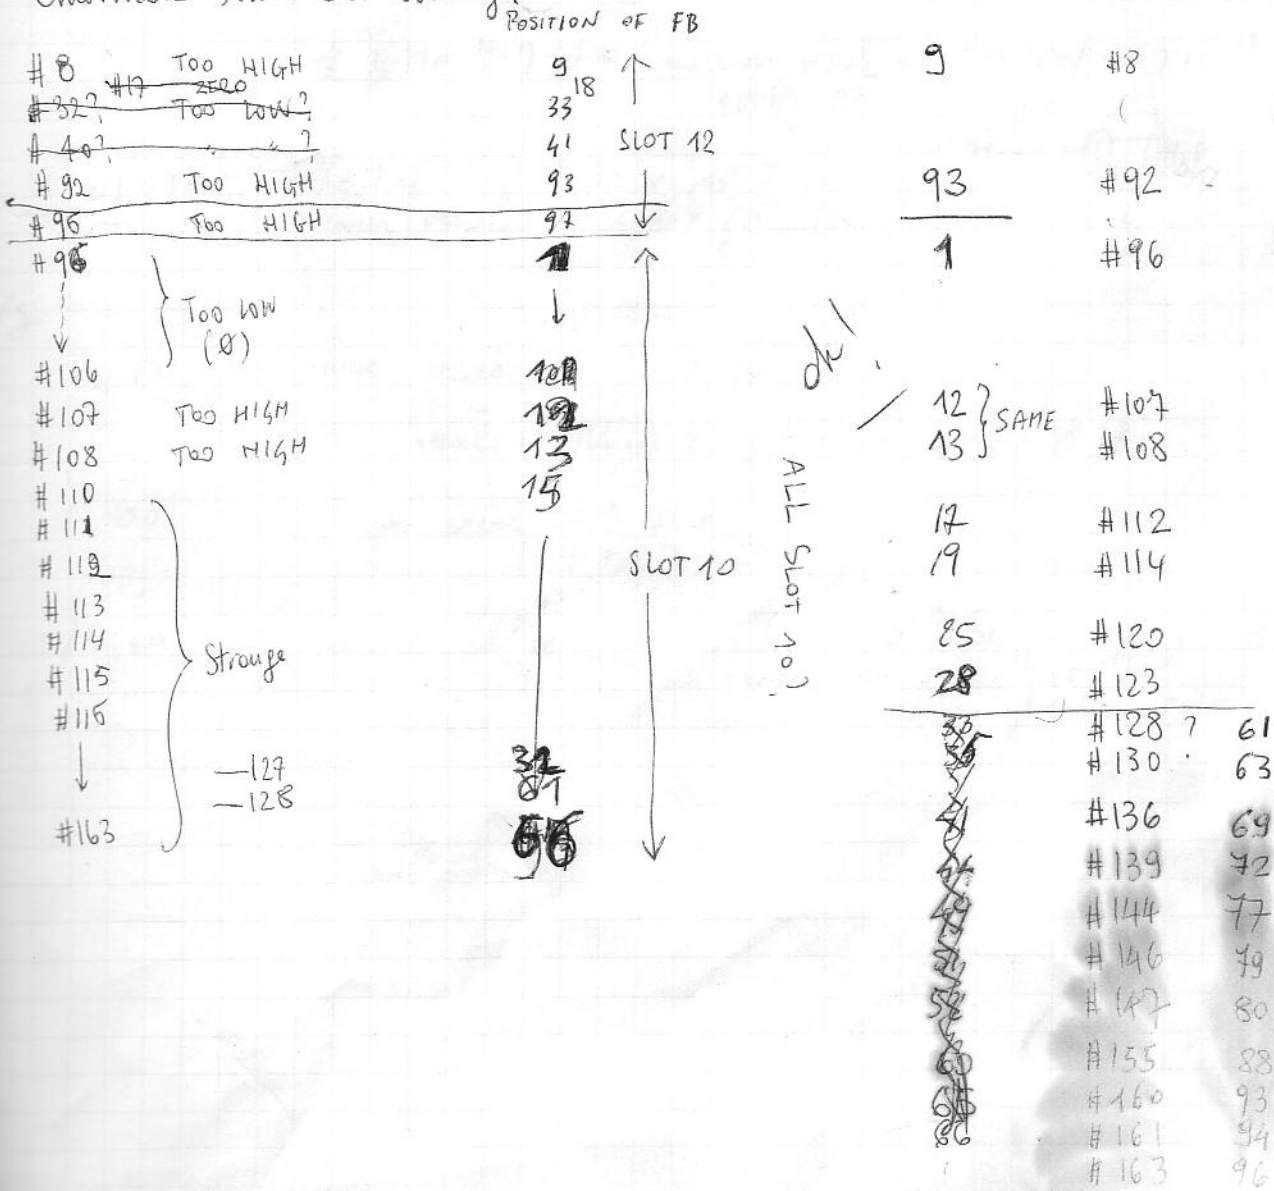 POSITION OF FB
#8 TOO HIGH 9
#17 ZERO 18
#32? TOO LOW? 33
#40? " " ? 41 SLOT 12
#92 TOO HIGH 93
#96 TOO HIGH 97
#96 1
TOO LOW
(Ø)
#106
#107 TOO HIGH 12
#108 TOO HIGH 13
#110 15
#111
#112 SLOT 10
#113
#114
#115 Strange
#116
—127
—128
#163
9 #8
93 #92
1 #96
12 SAME #107
13 #108
17 #112
19 #114
25 #120
28 #123
ALL SLOT 10?
#128 ? 61
#130 63
#136 69
#139 72
#144 77
#146 79
#147 80
#155 88
#160 93
#161 94
#163 96